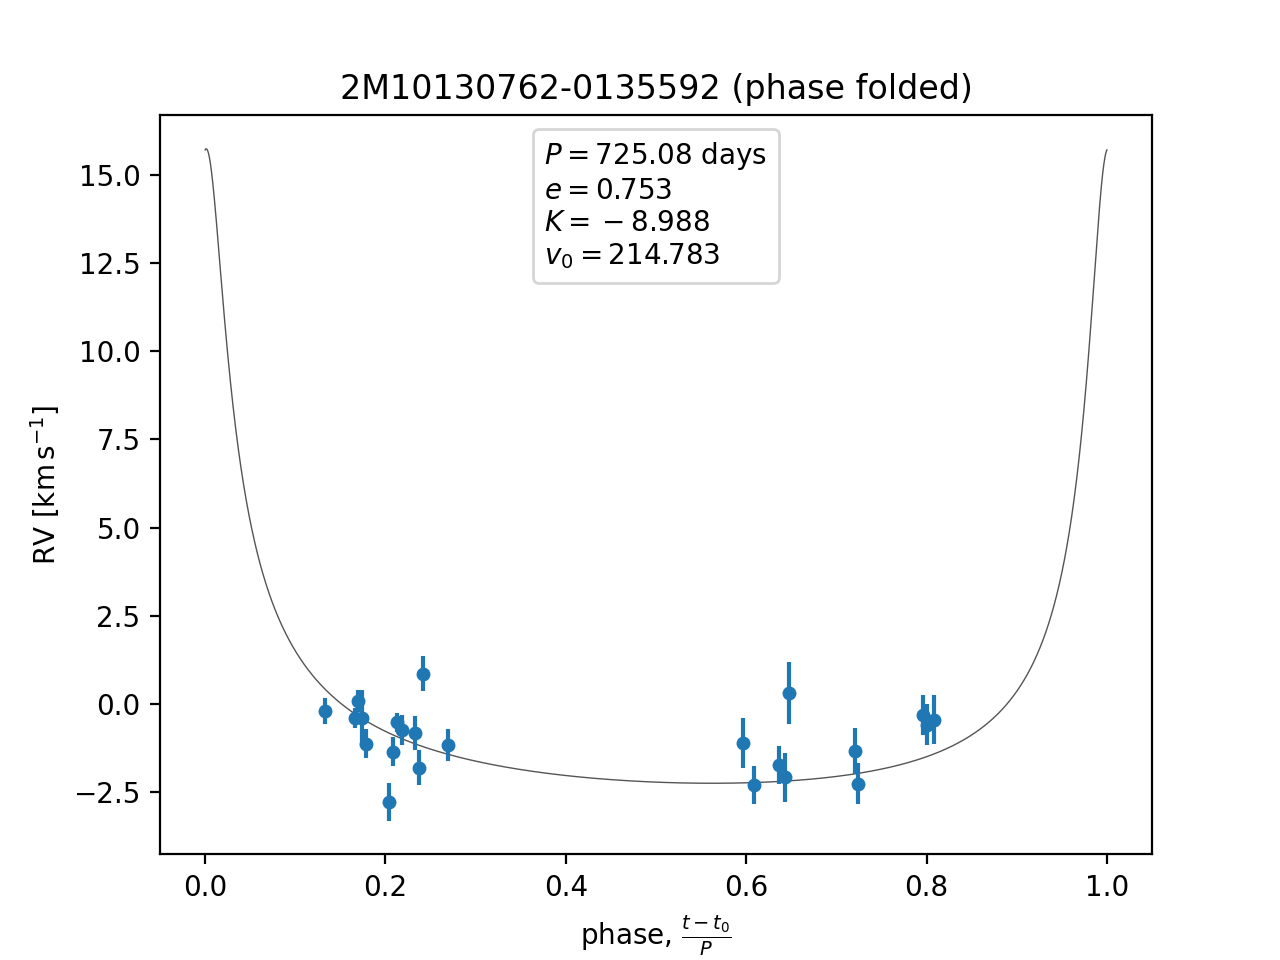 2M10130762-0135592 (phase folded)
P = 725.08 days
e = 0.753
K = −8.988
v₀ = 214.783
15.0
12.5
10.0
7.5
5.0
2.5
0.0
−2.5
RV [km s⁻¹]
0.0 0.2 0.4 0.6 0.8 1.0
phase, (t − t₀)/P